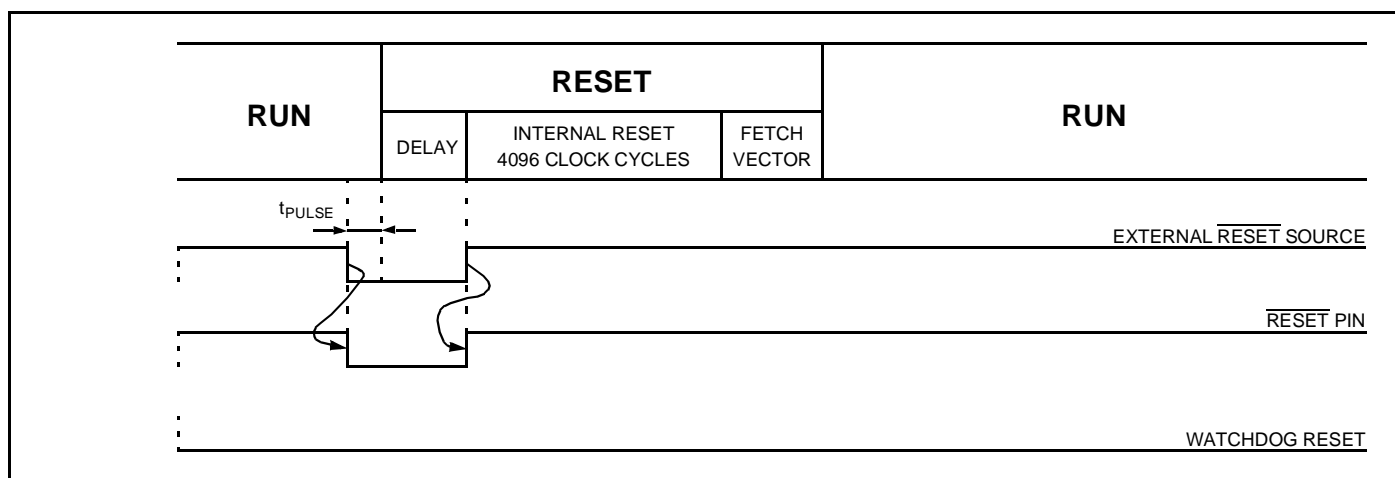 RUN
RESET
RUN
DELAY
INTERNAL RESET
4096 CLOCK CYCLES
FETCH
VECTOR
tPULSE
EXTERNAL RESET SOURCE
RESET PIN
WATCHDOG RESET